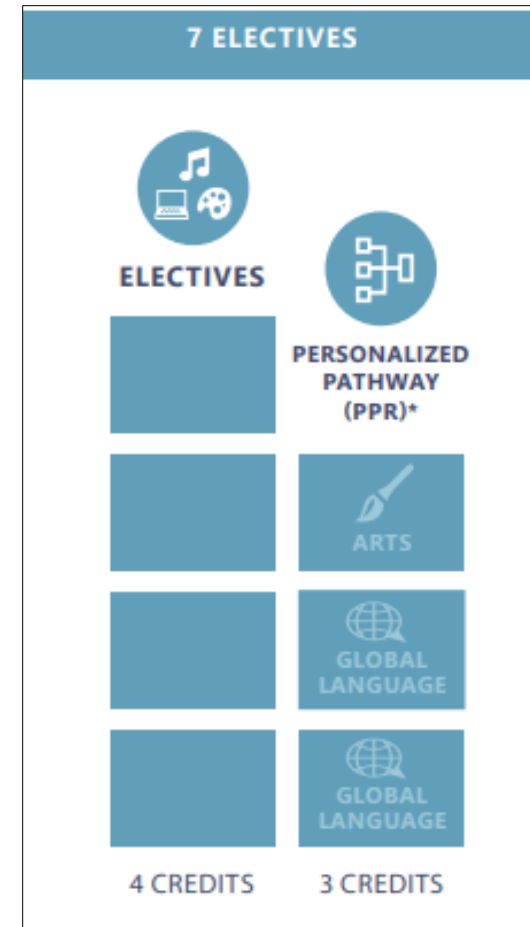 7 ELECTIVES
ELECTIVES
PERSONALIZED
PATHWAY
(PPR)*
ARTS
GLOBAL
LANGUAGE
GLOBAL
LANGUAGE
4 CREDITS
3 CREDITS